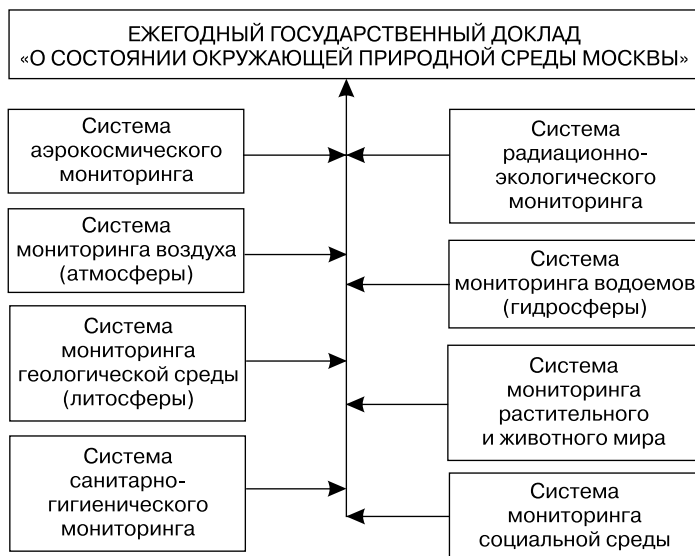 ЕЖЕГОДНЫЙ ГОСУДАРСТВЕННЫЙ ДОКЛАД
«О СОСТОЯНИИ ОКРУЖАЮЩЕЙ ПРИРОДНОЙ СРЕДЫ МОСКВЫ»
Система
аэрокосмического
мониторинга
Система
радиационно-
экологического
мониторинга
Система
мониторинга воздуха
(атмосферы)
Система
мониторинга водоемов
(гидросферы)
Система
мониторинга
геологической среды
(литосферы)
Система
мониторинга
растительного
и животного мира
Система
санитарно-
гигиенического
мониторинга
Система
мониторинга
социальной среды